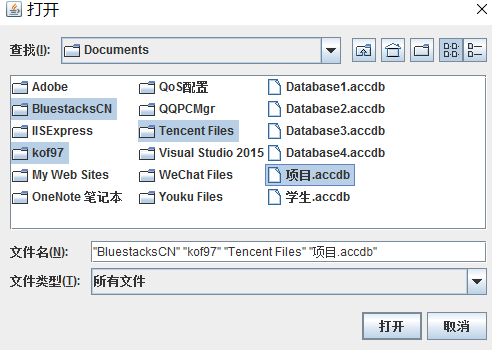 打开
查找(I): Documents
Adobe QoS配置 Database1.accdb
BluestacksCN QQPCMgr Database2.accdb
IISExpress Tencent Files Database3.accdb
kof97 Visual Studio 2015 Database4.accdb
My Web Sites WeChat Files 项目.accdb
OneNote 笔记本 Youku Files 学生.accdb
文件名(N): "BluestacksCN" "kof97" "Tencent Files" "项目.accdb"
文件类型(T): 所有文件
打开 取消